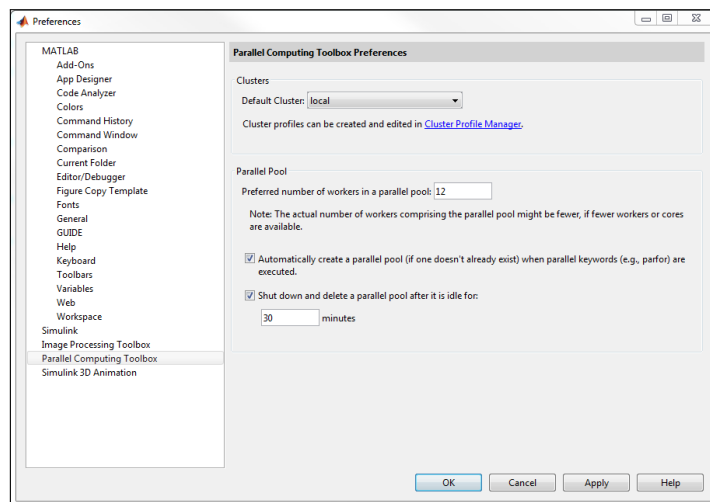 Preferences
MATLAB
Add-Ons
App Designer
Code Analyzer
Colors
Command History
Command Window
Comparison
Current Folder
Editor/Debugger
Figure Copy Template
Fonts
General
GUIDE
Help
Keyboard
Toolbars
Variables
Web
Workspace
Simulink
Image Processing Toolbox
Parallel Computing Toolbox
Simulink 3D Animation
Parallel Computing Toolbox Preferences
Clusters
Default Cluster: local
Cluster profiles can be created and edited in Cluster Profile Manager.
Parallel Pool
Preferred number of workers in a parallel pool: 12
Note: The actual number of workers comprising the parallel pool might be fewer, if fewer workers or cores
are available.
Automatically create a parallel pool (if one doesn't already exist) when parallel keywords (e.g., parfor) are
executed.
Shut down and delete a parallel pool after it is idle for:
30 minutes
OK Cancel Apply Help